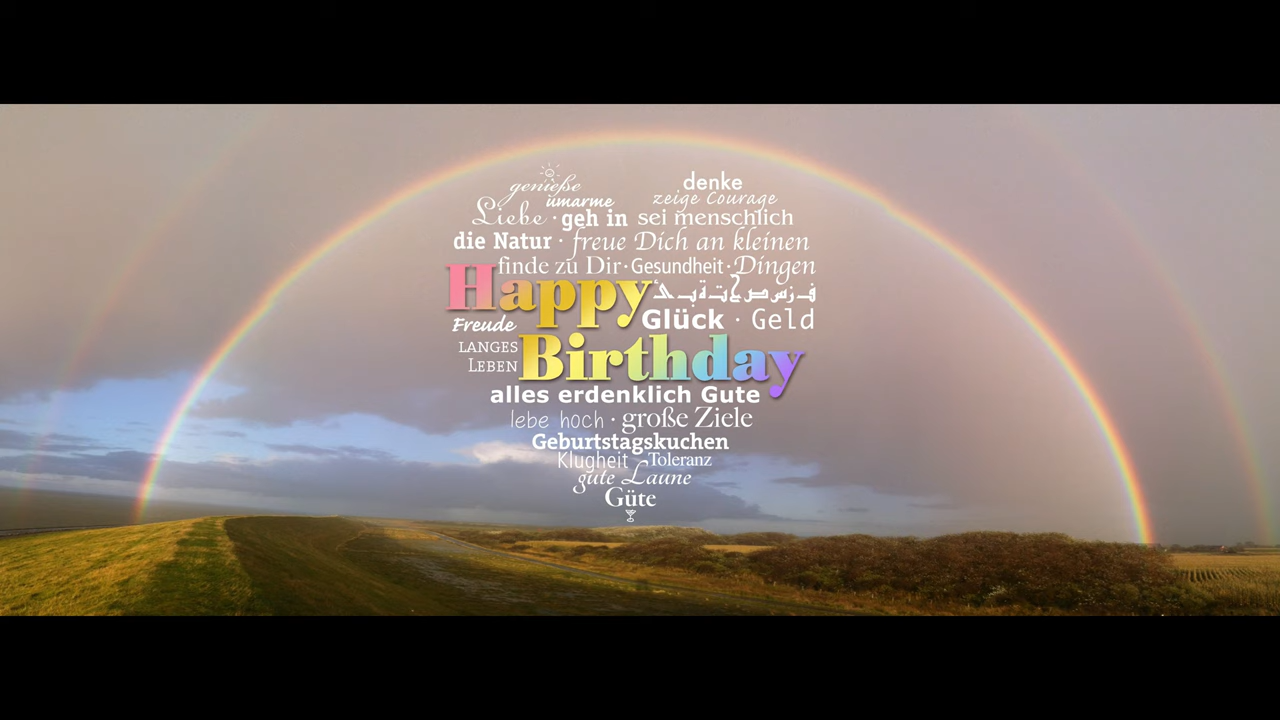 genieße denke
umarme zeige Courage
Liebe · geh in sei menschlich
die Natur · freue Dich an kleinen
finde zu Dir · Gesundheit · Dingen
Happy
Freude Glück · Geld
LANGES
LEBEN Birthday
alles erdenklich Gute
lebe hoch · große Ziele
Geburtstagskuchen
Klugheit Toleranz
gute Laune
Güte